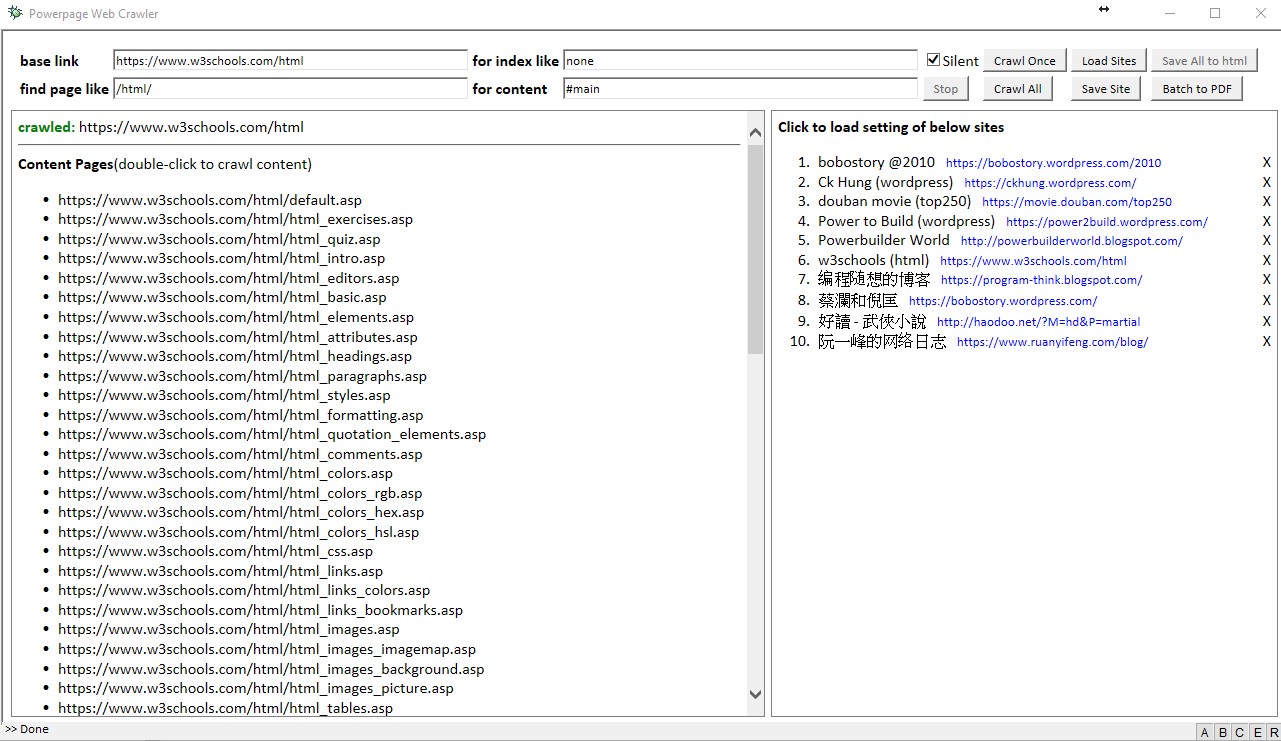 Powerpage Web Crawler
base link https://www.w3schools.com/html for index like none Silent Crawl Once Load Sites Save All to html
find page like /html/ for content #main Stop Crawl All Save Site Batch to PDF
crawled: https://www.w3schools.com/html
Content Pages(double-click to crawl content)
• https://www.w3schools.com/html/default.asp
• https://www.w3schools.com/html/html_exercises.asp
• https://www.w3schools.com/html/html_quiz.asp
• https://www.w3schools.com/html/html_intro.asp
• https://www.w3schools.com/html/html_editors.asp
• https://www.w3schools.com/html/html_basic.asp
• https://www.w3schools.com/html/html_elements.asp
• https://www.w3schools.com/html/html_attributes.asp
• https://www.w3schools.com/html/html_headings.asp
• https://www.w3schools.com/html/html_paragraphs.asp
• https://www.w3schools.com/html/html_styles.asp
• https://www.w3schools.com/html/html_formatting.asp
• https://www.w3schools.com/html/html_quotation_elements.asp
• https://www.w3schools.com/html/html_comments.asp
• https://www.w3schools.com/html/html_colors.asp
• https://www.w3schools.com/html/html_colors_rgb.asp
• https://www.w3schools.com/html/html_colors_hex.asp
• https://www.w3schools.com/html/html_colors_hsl.asp
• https://www.w3schools.com/html/html_css.asp
• https://www.w3schools.com/html/html_links.asp
• https://www.w3schools.com/html/html_links_colors.asp
• https://www.w3schools.com/html/html_links_bookmarks.asp
• https://www.w3schools.com/html/html_images.asp
• https://www.w3schools.com/html/html_images_imagemap.asp
• https://www.w3schools.com/html/html_images_background.asp
• https://www.w3schools.com/html/html_images_picture.asp
• https://www.w3schools.com/html/html_tables.asp
Click to load setting of below sites
1. bobostory @2010 https://bobostory.wordpress.com/2010 X
2. Ck Hung (wordpress) https://ckhung.wordpress.com/ X
3. douban movie (top250) https://movie.douban.com/top250 X
4. Power to Build (wordpress) https://power2build.wordpress.com/ X
5. Powerbuilder World http://powerbuilderworld.blogspot.com/ X
6. w3schools (html) https://www.w3schools.com/html X
7. 编程随想的博客 https://program-think.blogspot.com/ X
8. 蔡瀾和倪匡 https://bobostory.wordpress.com/ X
9. 好讀 - 武俠小說 http://haodoo.net/?M=hd&P=martial X
10. 阮一峰的网络日志 https://www.ruanyifeng.com/blog/ X
>> Done A B C E R